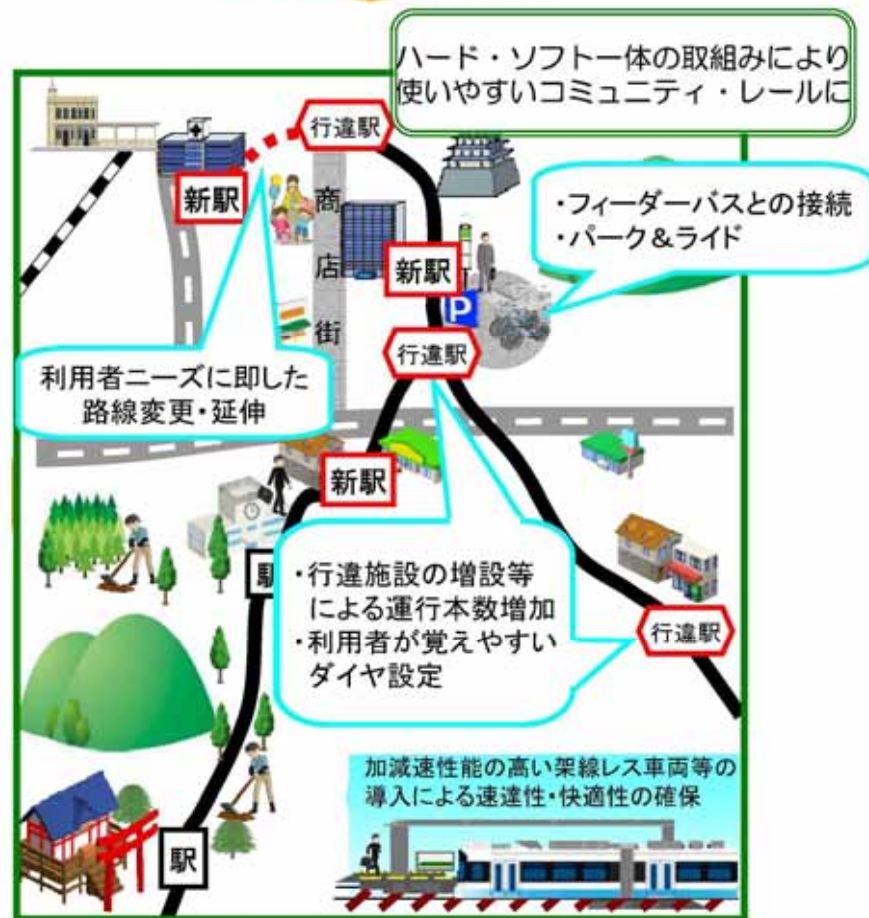 ハード・ソフト一体の取組みにより
使いやすいコミュニティ・レールに
行違駅
新駅
商店街
新駅
・フィーダーバスとの接続
・パーク&ライド
P
行違駅
利用者ニーズに即した
路線変更・延伸
新駅
駅
・行違施設の増設等
による運行本数増加
・利用者が覚えやすい
ダイヤ設定
行違駅
加減速性能の高い架線レス車両等の
導入による速達性・快適性の確保
駅